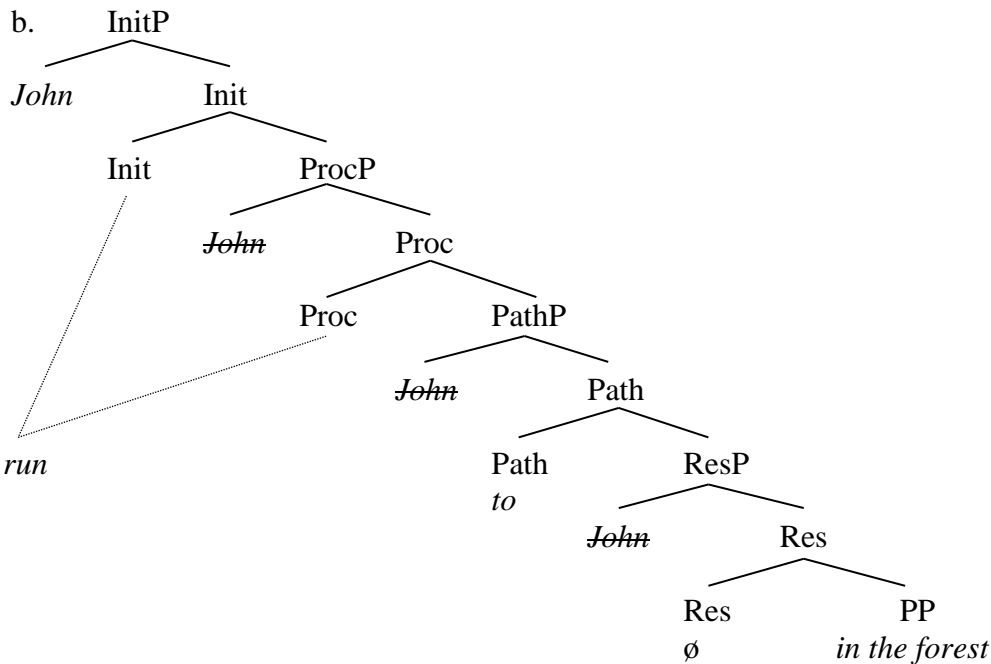 b. InitP
John Init
Init ProcP
John Proc
Proc PathP
John Path
run Path ResP
to
John Res
Res PP
ø in the forest